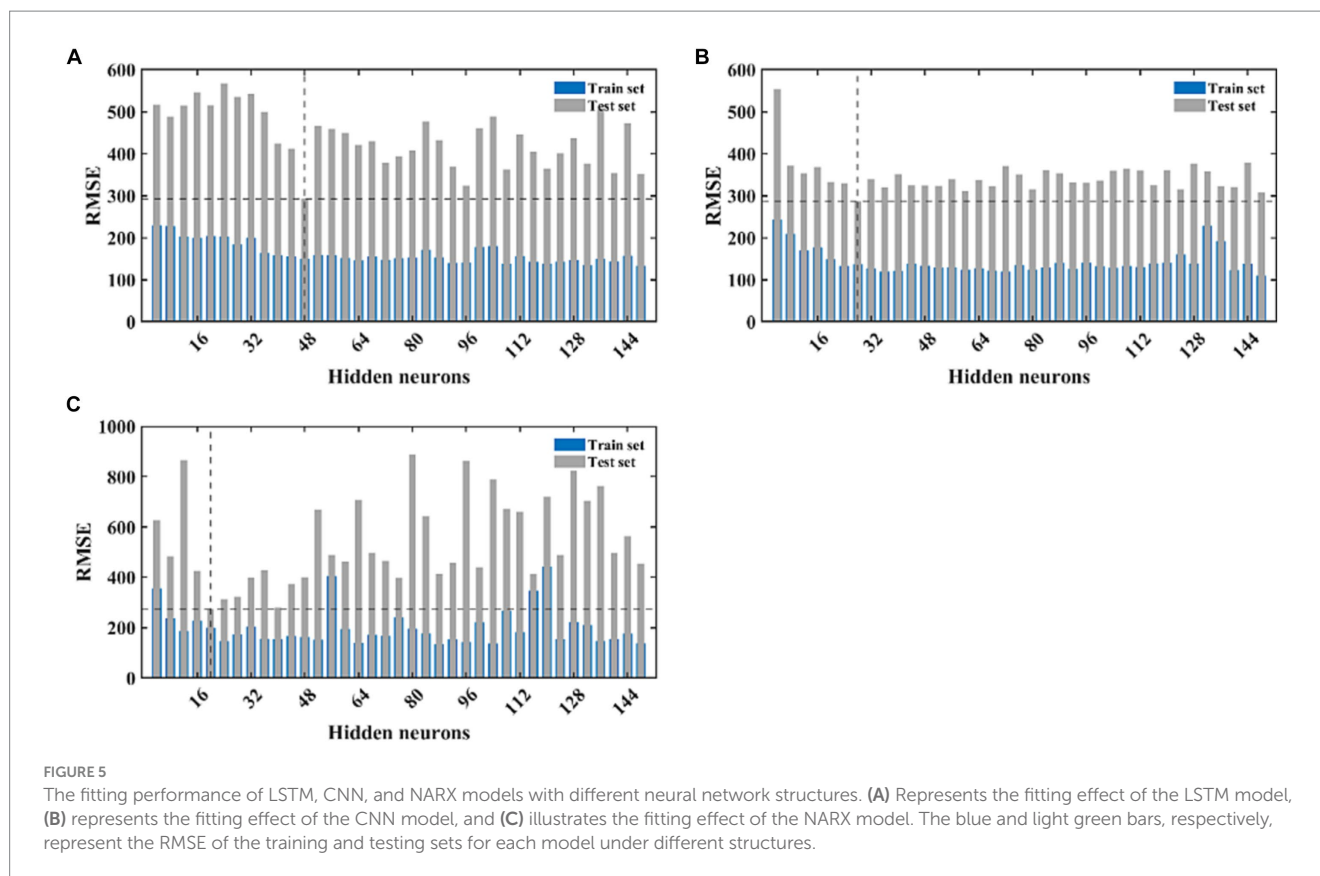 A
600
500
400
300
200
100
0
RMSE
Train set
Test set
16
32
48
64
80
96
112
128
144
Hidden neurons
B
600
500
400
300
200
100
0
RMSE
Train set
Test set
16
32
48
64
80
96
112
128
144
Hidden neurons
C
1000
800
600
400
200
0
RMSE
Train set
Test set
16
32
48
64
80
96
112
128
144
Hidden neurons
FIGURE 5
The fitting performance of LSTM, CNN, and NARX models with different neural network structures. (A) Represents the fitting effect of the LSTM model,
(B) represents the fitting effect of the CNN model, and (C) illustrates the fitting effect of the NARX model. The blue and light green bars, respectively,
represent the RMSE of the training and testing sets for each model under different structures.